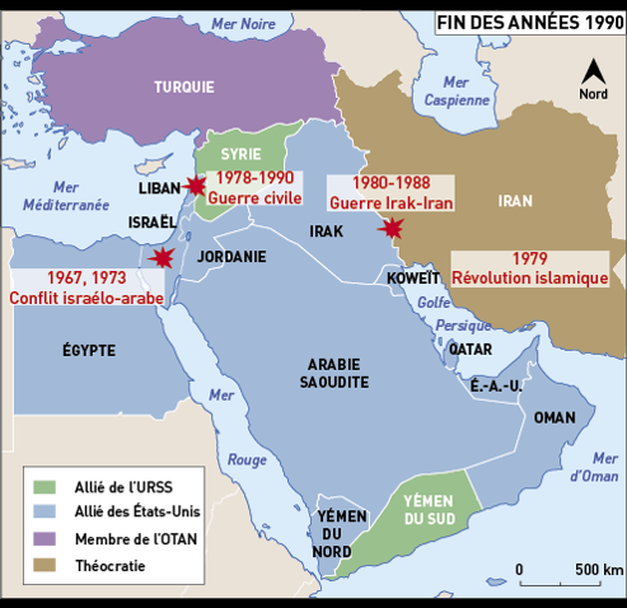 FIN DES ANNÉES 1990
Mer Noire
Mer
Caspienne
Nord
TURQUIE
SYRIE
LIBAN
1978-1990
Guerre civile
1980-1988
Guerre Irak-Iran
IRAN
Mer
Méditerranée
ISRAËL
IRAK
JORDANIE
1967, 1973
Conflit israélo-arabe
KOWEÏT
1979
Révolution islamique
Golfe
Persique
ÉGYPTE
QATAR
ARABIE
SAOUDITE
É.-A.-U.
Mer
Rouge
OMAN
Mer
d'Oman
YÉMEN
DU SUD
YÉMEN
DU
NORD
Allié de l'URSS
Allié des États-Unis
Membre de l'OTAN
Théocratie
0 500 km